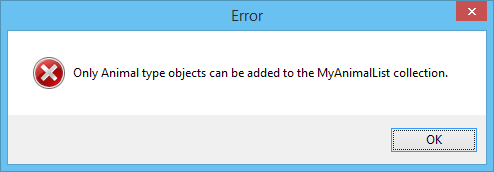 Error
Only Animal type objects can be added to the MyAnimalList collection.
OK